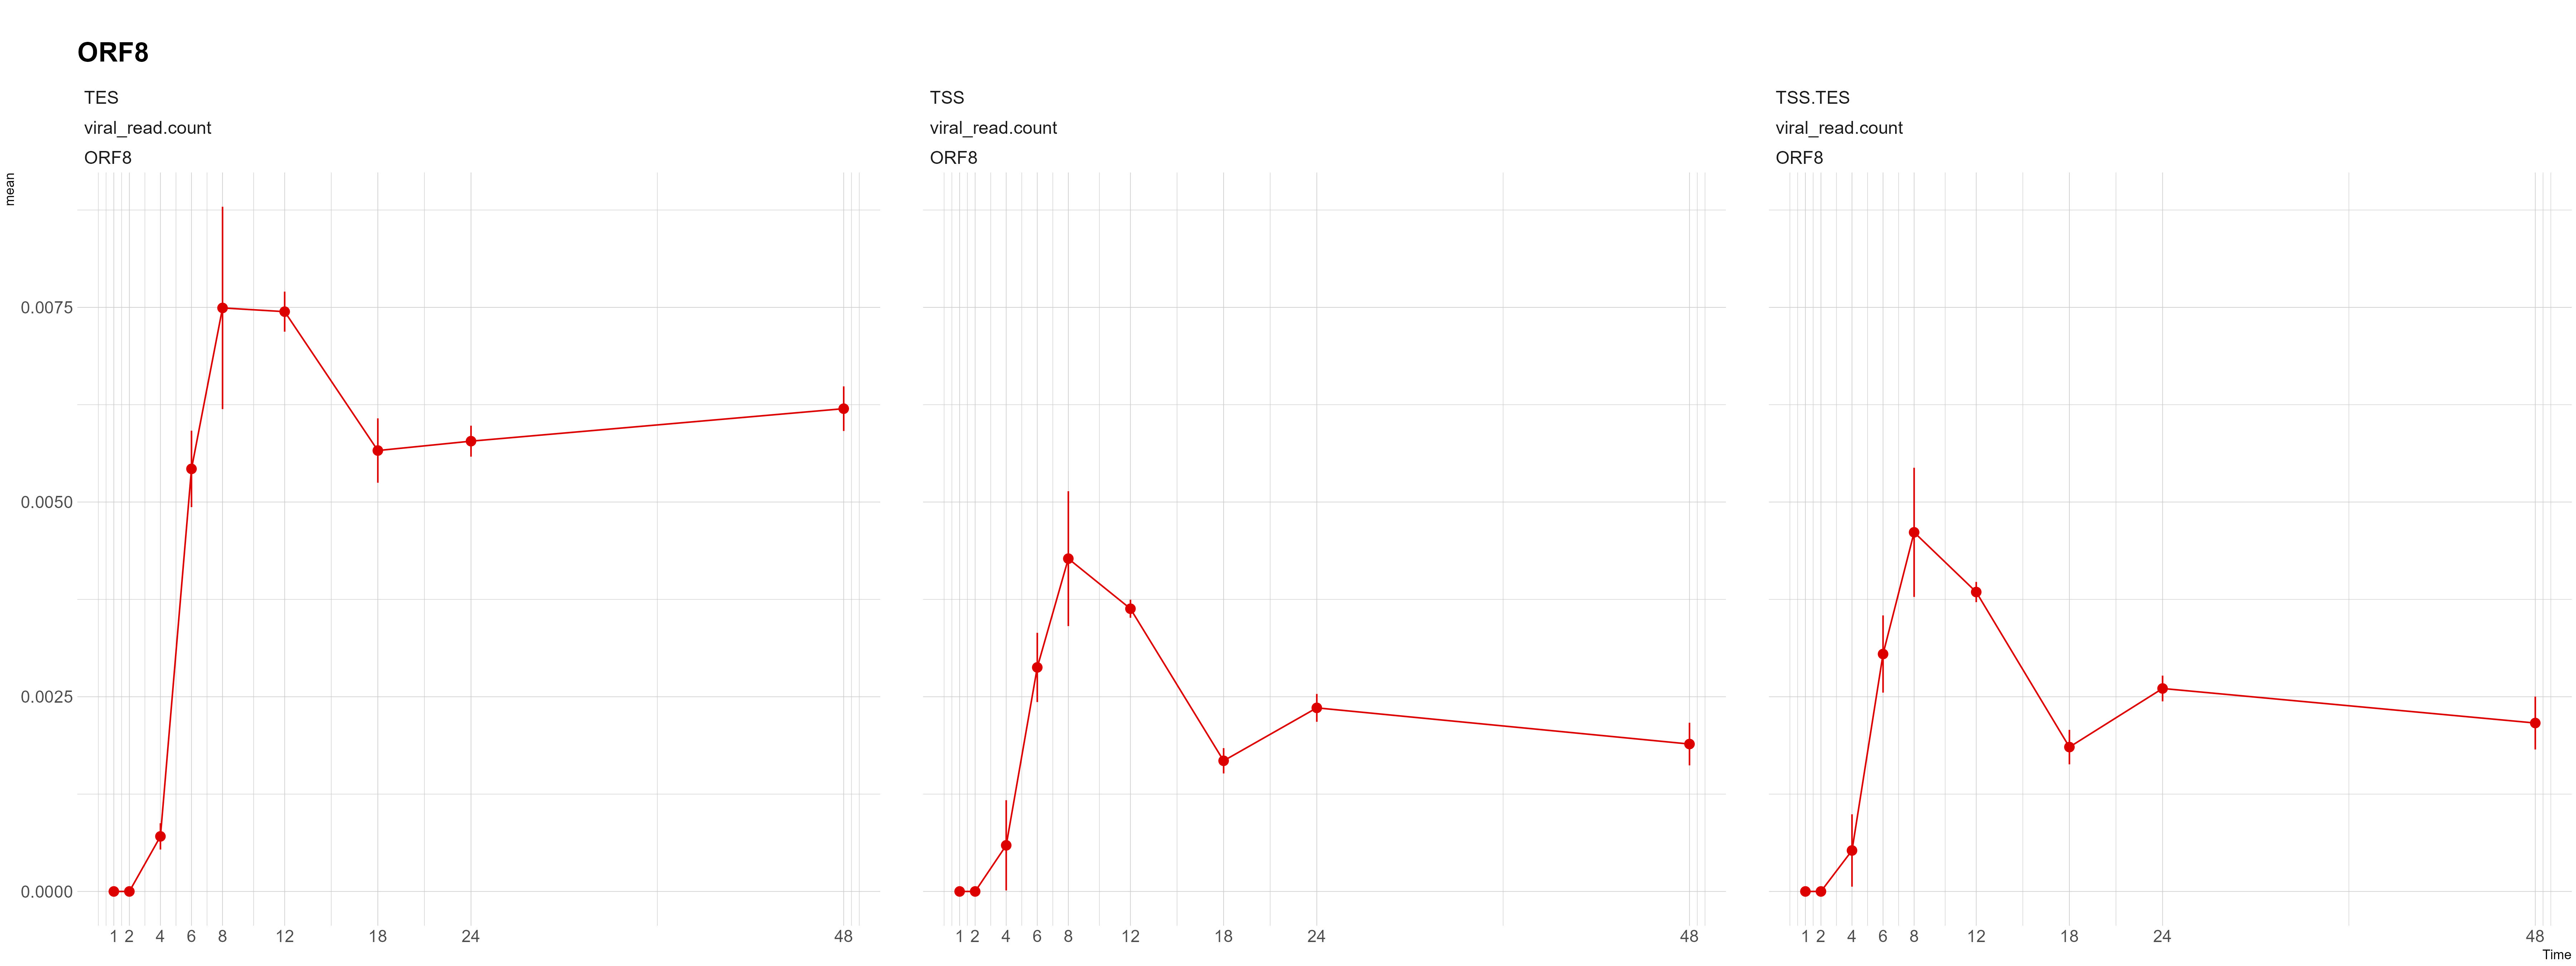 ORF8
TES
viral_read.count
ORF8
TSS
viral_read.count
ORF8
TSS.TES
viral_read.count
ORF8
mean
0.0075
0.0050
0.0025
0.0000
1 2 4 6 8 12 18 24 48
1 2 4 6 8 12 18 24 48
1 2 4 6 8 12 18 24 48
Time